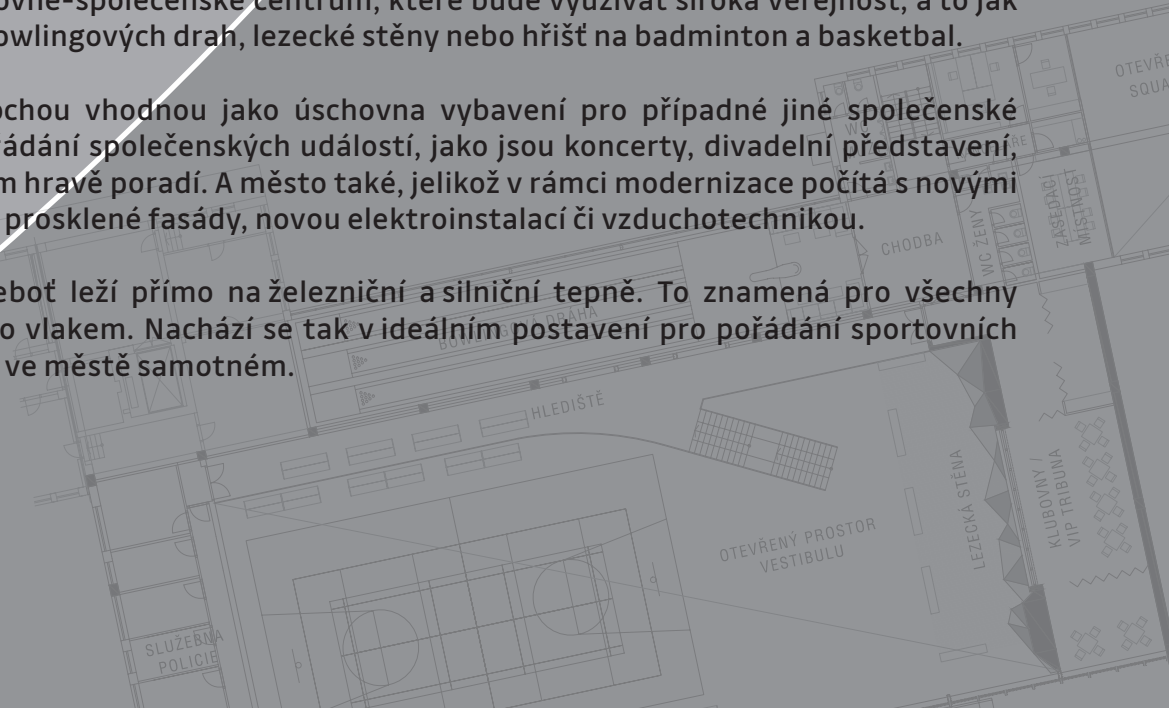 ovně-společenské centrum, které bude využívat široká veřejnost, a to jak
owlingových drah, lezecké stěny nebo hřišť na badminton a basketbal.
ochou vhodnou jako úschovna vybavení pro případné jiné společenské
ádání společenských událostí, jako jsou koncerty, divadelní představení,
m hravě poradí. A město také, jelikož v rámci modernizace počítá s novými
prosklené fasády, novou elektroinstalací či vzduchotechnikou.
eboť leží přímo na železniční a silniční tepně. To znamená pro všechny
o vlakem. Nachází se tak v ideálním postavení pro pořádání sportovních
ve městě samotném.
OTEVŘE
SQUA
WC
CHODBA
WC ŽENY
ZASEDACÍ
MÍSTNOST
BOWLINGOVÁ DRÁHA
HLEDIŠTĚ
OTEVŘENÝ PROSTOR
VESTIBULU
LEZECKÁ STĚNA
KLUBOVNY /
VIP TRIBUNA
SLUŽEBNA
POLICIE